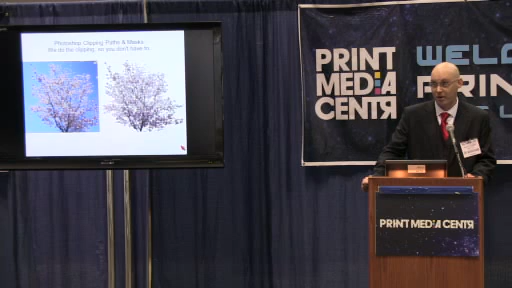 Photoshop Clipping Paths & Masks.
We do the clipping, so you don't have to.
PRINT
MEDIA
CENTR
WELC
PRIN
PRINT MEDIA CENTR